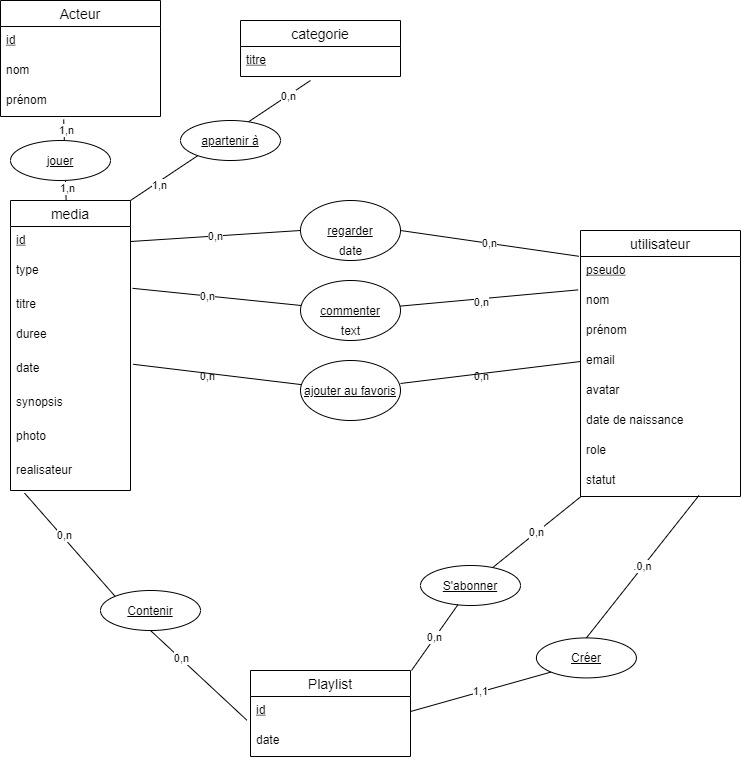 Acteur
id
nom
prénom
categorie
titre
0,n
1,n
apartenir à
jouer
1,n
1,n
media
id
type
titre
duree
date
synopsis
photo
realisateur
0,n
regarder
date
0,n
0,n
commenter
text
0,n
0,n
ajouter au favoris
0,n
utilisateur
pseudo
nom
prénom
email
avatar
date de naissance
role
statut
0,n
0,n
.0,n
S'abonner
Contenir
0,n
0,n
Créer
Playlist
1,1
id
date